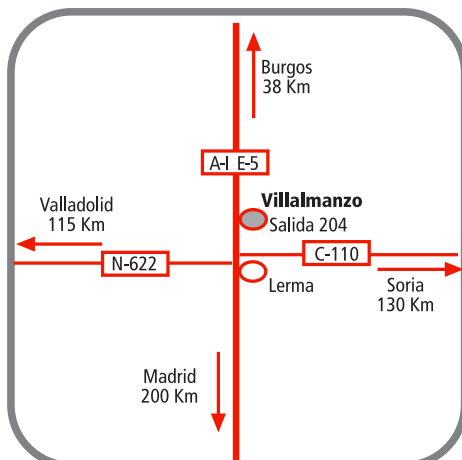 Burgos
38 Km
A-I E-5
Villalmanzo
Salida 204
Valladolid
115 Km
C-110
N-622
Lerma
Soria
130 Km
Madrid
200 Km